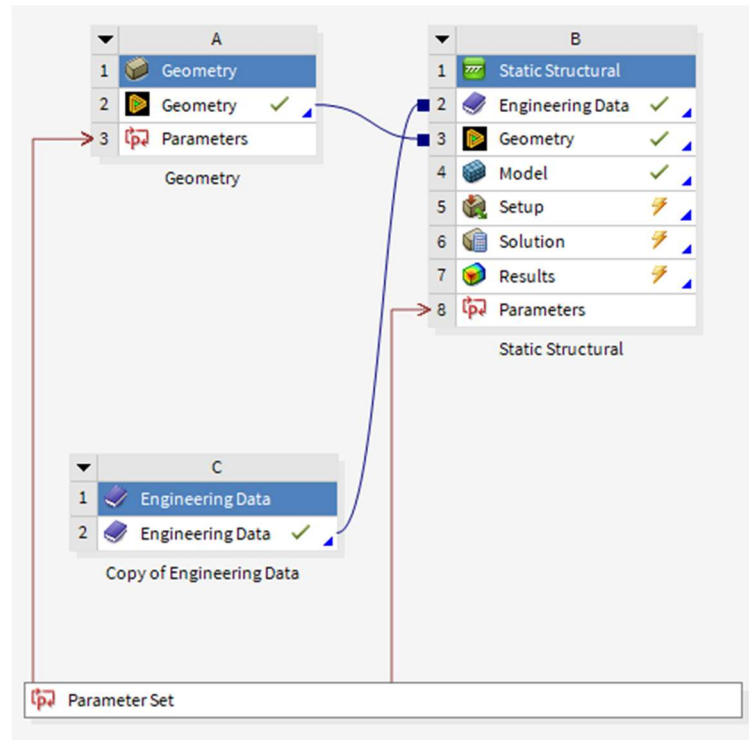 A
1 Geometry
2 Geometry
3 Parameters
Geometry
B
1 Static Structural
2 Engineering Data
3 Geometry
4 Model
5 Setup
6 Solution
7 Results
8 Parameters
Static Structural
C
1 Engineering Data
2 Engineering Data
Copy of Engineering Data
Parameter Set